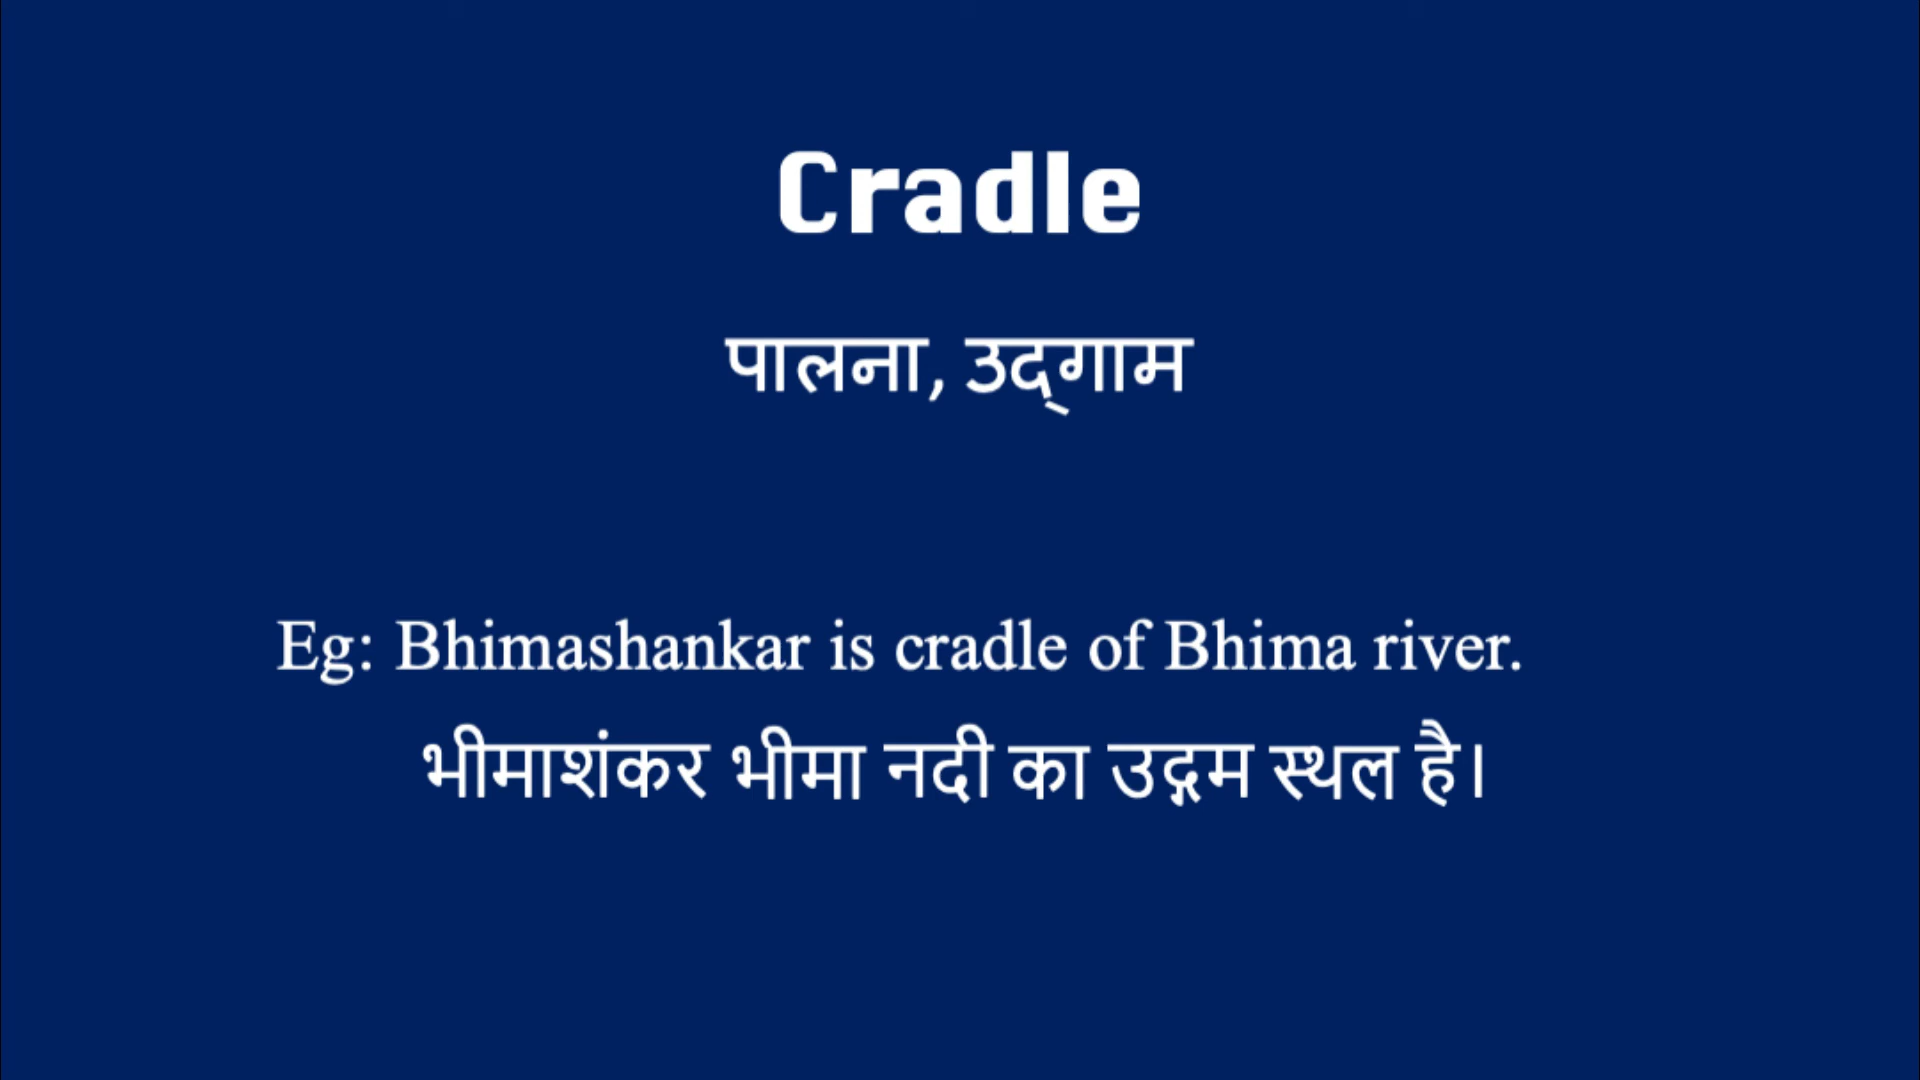 Cradle
पालना, उद्‌गाम
Eg: Bhimashankar is cradle of Bhima river.
भीमाशंकर भीमा नदी का उद्गम स्थल है।